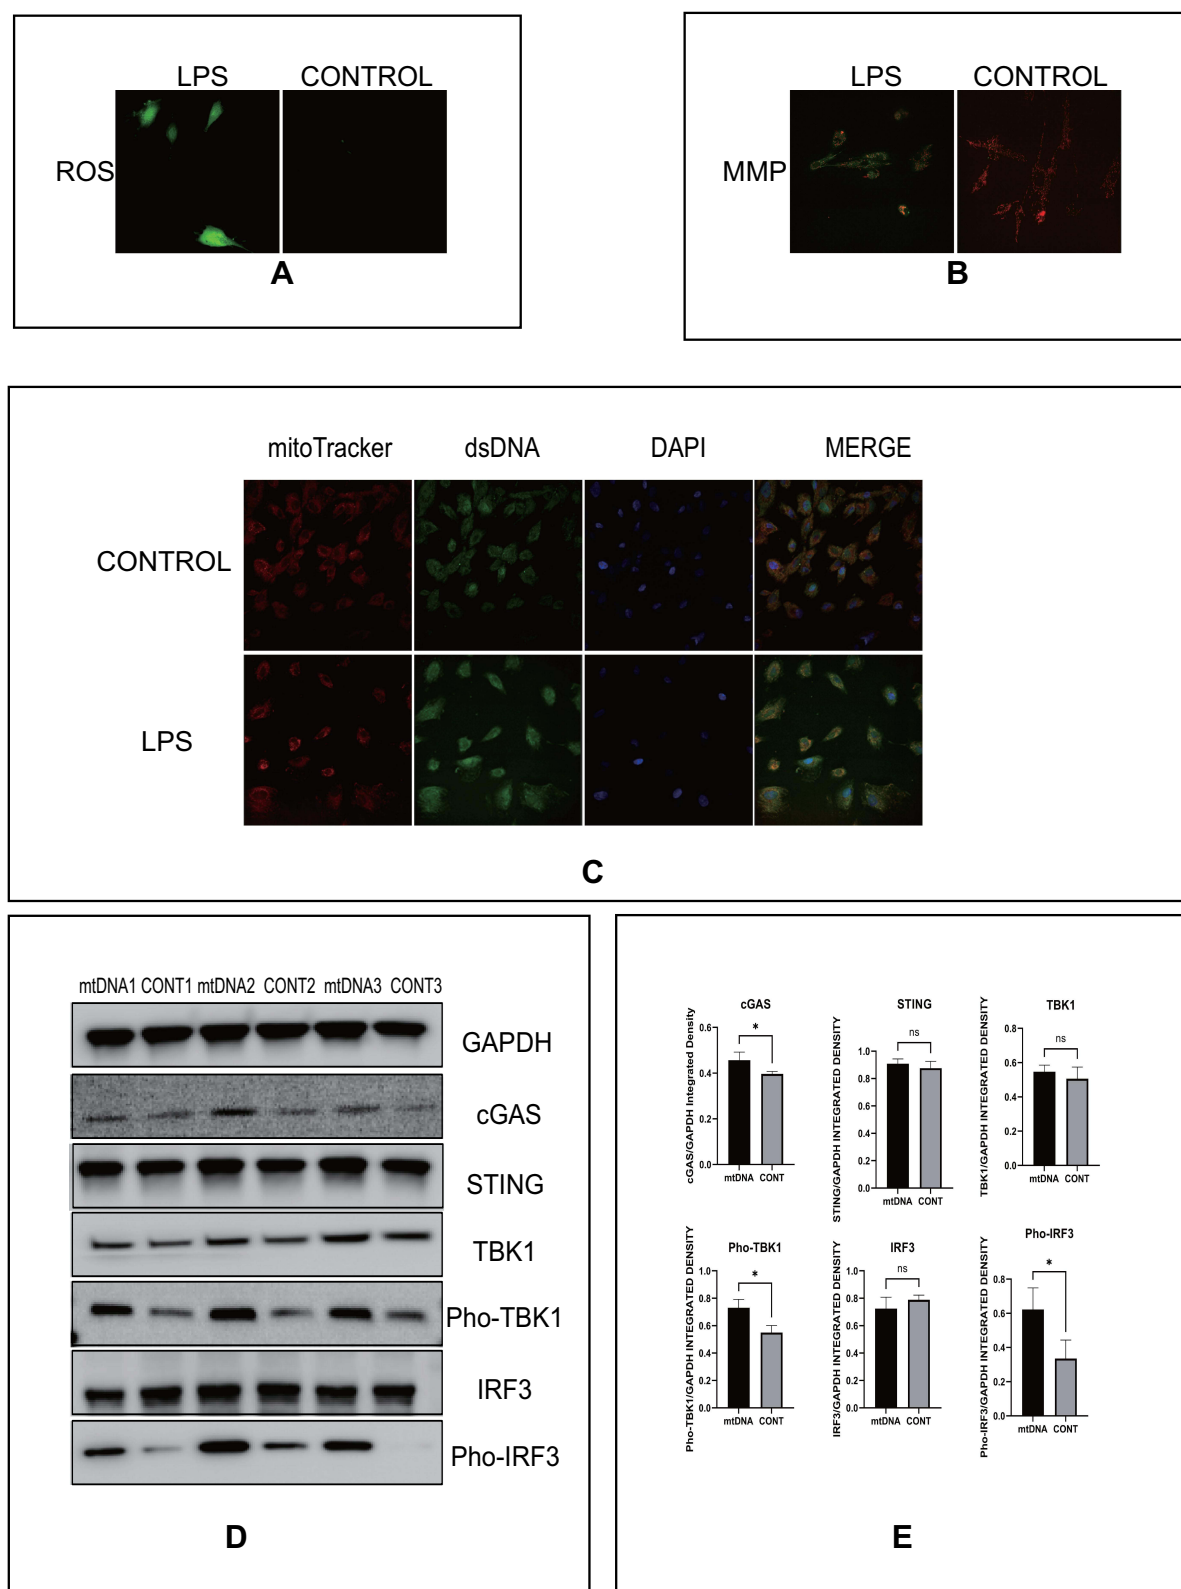 LPS CONTROL
ROS
A
LPS CONTROL
MMP
B
mitoTracker dsDNA DAPI MERGE
CONTROL
LPS
C
mtDNA1 CONT1 mtDNA2 CONT2 mtDNA3 CONT3
GAPDH
cGAS
STING
TBK1
Pho-TBK1
IRF3
Pho-IRF3
D
cGAS
cGAS/GAPDH Integrated Density
0.6
0.4
0.2
0.0
*
mtDNA CONT
STING
STING/GAPDH INTEGRATED DENSITY
1.0
0.8
0.6
0.4
0.2
0.0
ns
mtDNA CONT
TBK1
TBK1/GAPDH INTEGRATED DENSITY
0.8
0.6
0.4
0.2
0.0
ns
mtDNA CONT
Pho-TBK1
Pho-TBK1/GAPDH INTEGRATED DENSITY
1.0
0.8
0.6
0.4
0.2
0.0
*
mtDNA CONT
IRF3
IRF3/GAPDH INTEGRATED DENSITY
1.0
0.8
0.6
0.4
0.2
0.0
ns
mtDNA CONT
Pho-IRF3
Pho-IRF3/GAPDH INTEGRATED DENSITY
0.8
0.6
0.4
0.2
0.0
*
mtDNA CONT
E